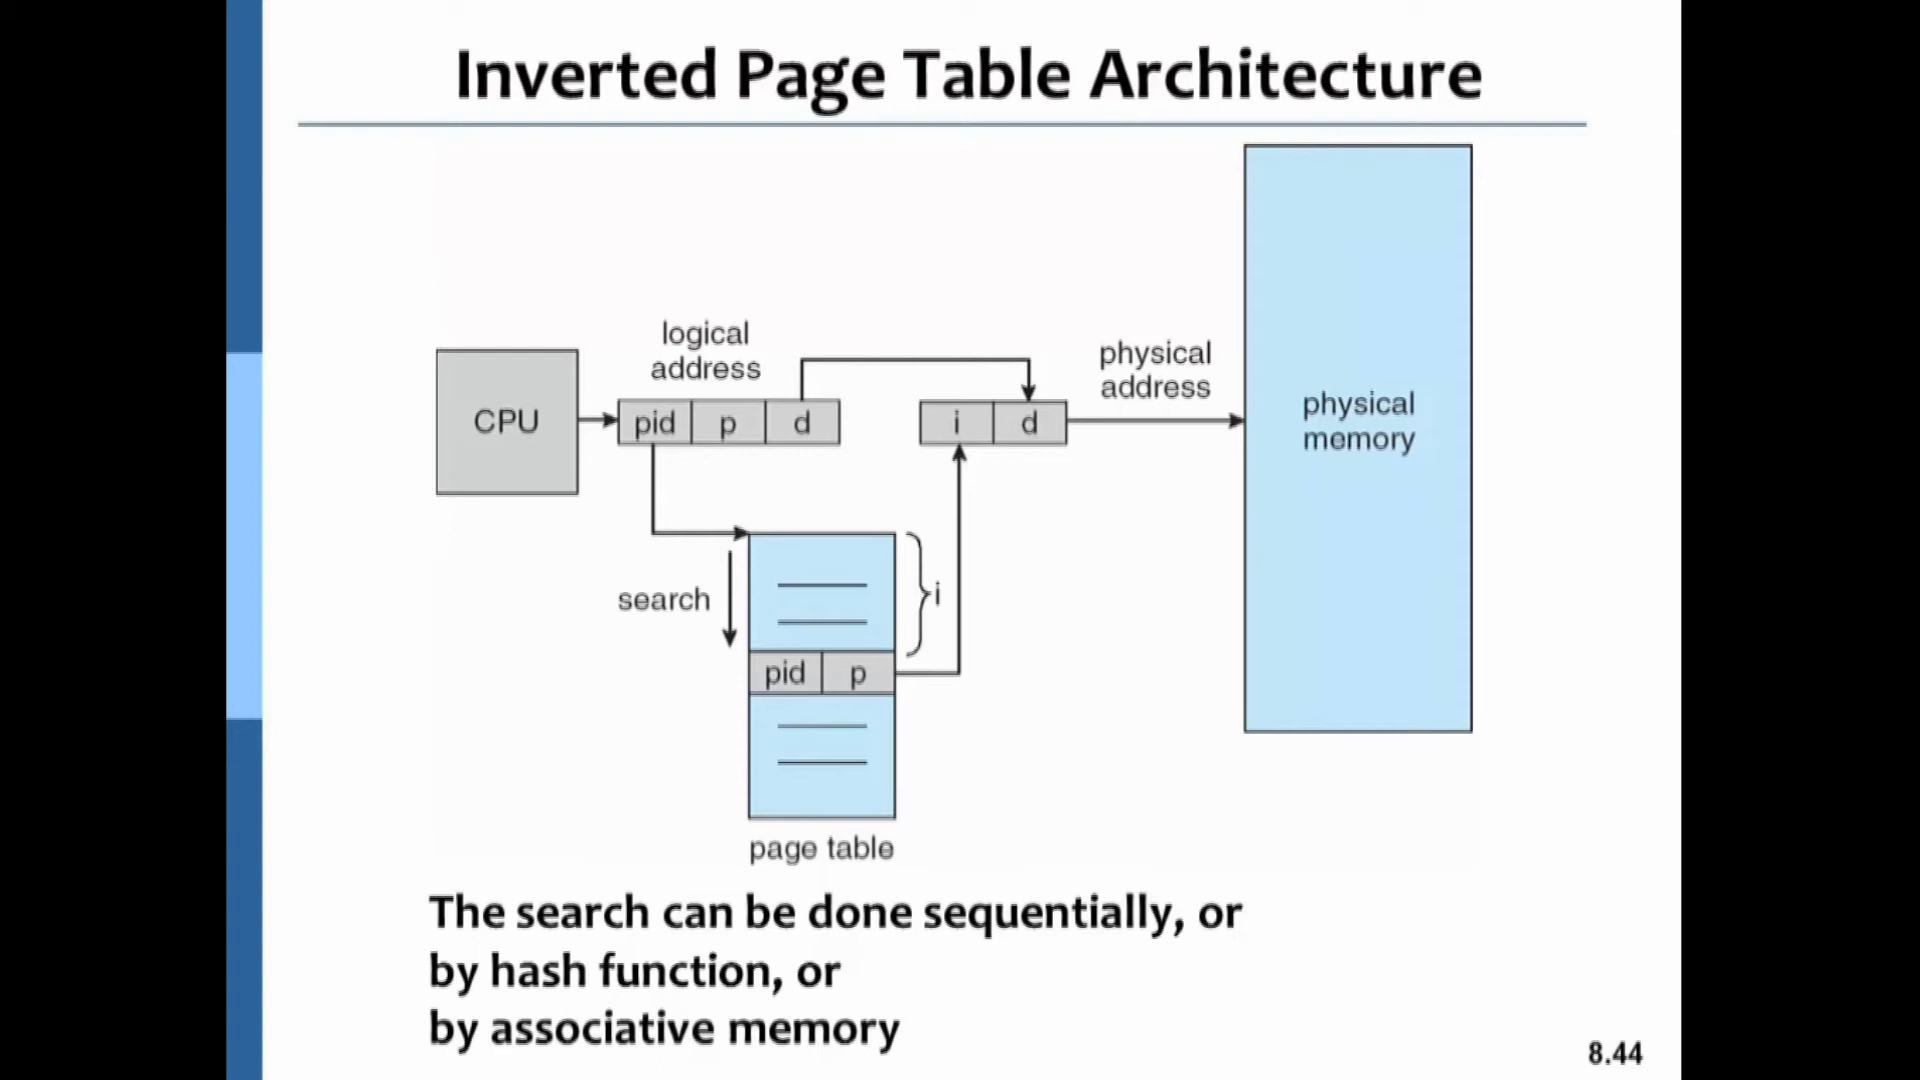 Inverted Page Table Architecture
logical
address
physical
address
CPU
pid p d
i d
physical
memory
search
i
pid p
page table
The search can be done sequentially, or
by hash function, or
by associative memory
8.44